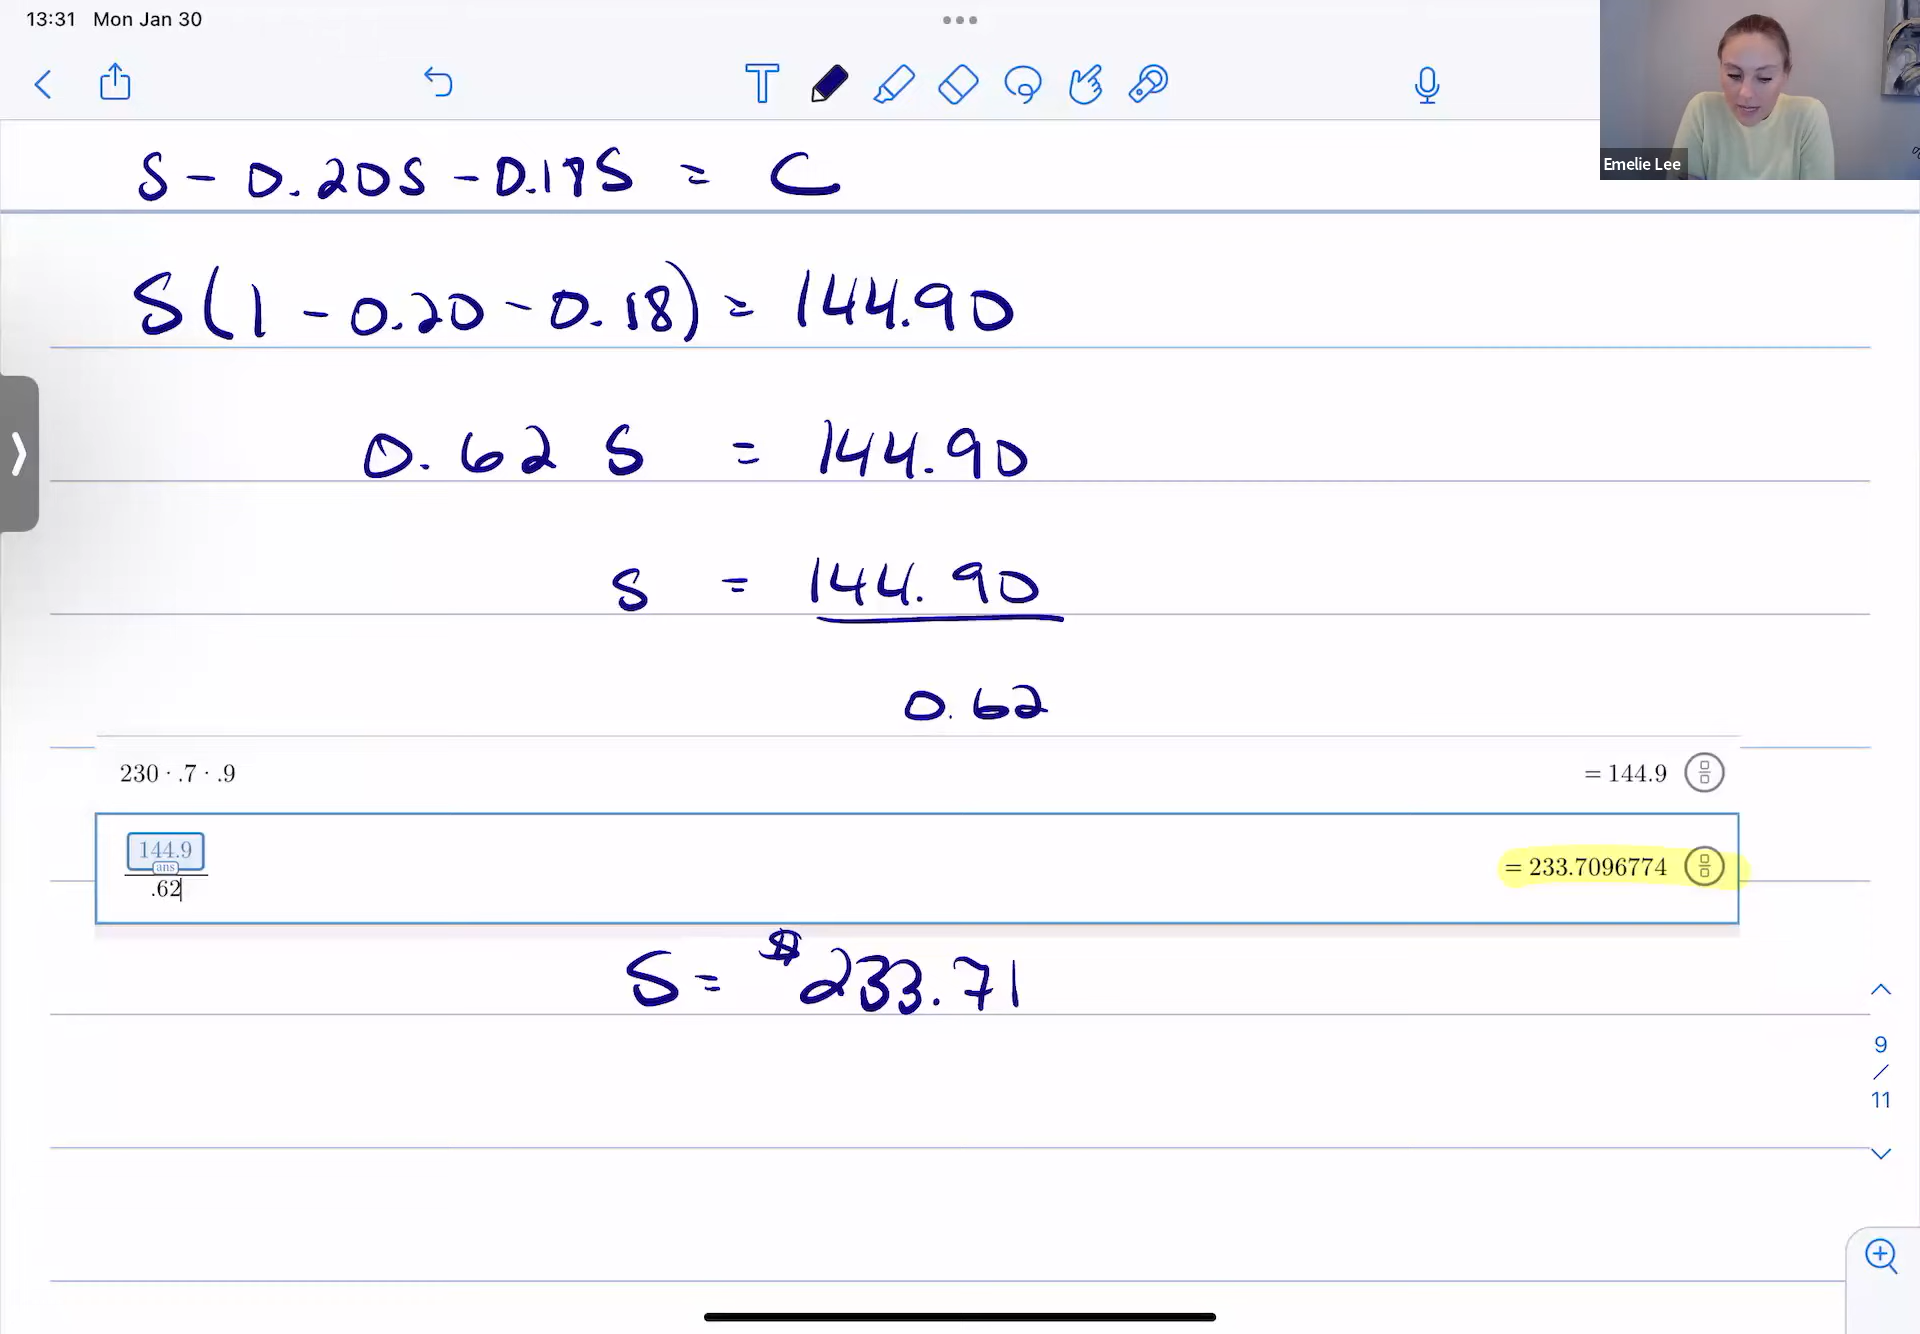 13:31 Mon Jan 30
T
Emelie Lee
S - 0.20S - 0.18S = C
S(1 - 0.20 - 0.18) = 144.90
0.62 S = 144.90
S = 144.90
0.62
230 · .7 · .9 = 144.9
144.9
ans
.62
= 233.7096774
S = $233.71
9
/
11